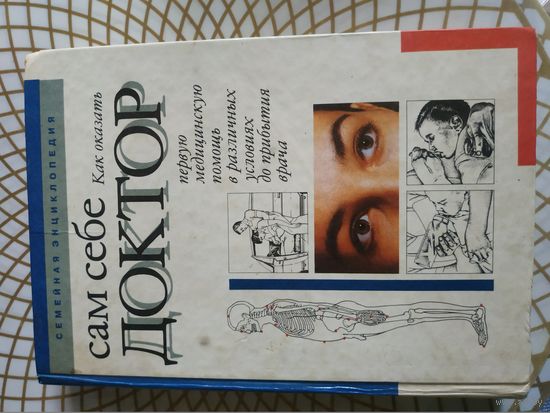 СЕМЕЙНАЯ ЭНЦИКЛОПЕДИЯ
сам себе
ДОКТОР
Как оказать
первую
медицинскую
помощь
в различных
условиях
до прибытия
врача